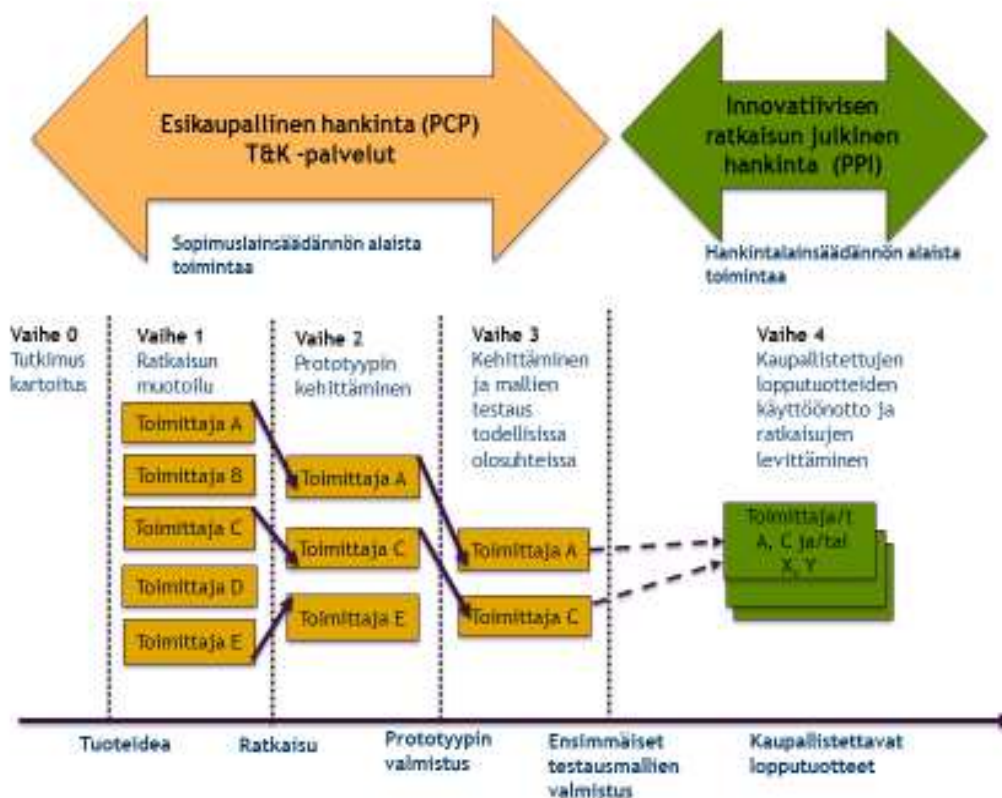 Esikaupallinen hankinta (PCP)
T&K -palvelut
Innovatiivisen
ratkaisun julkinen
hankinta (PPI)
Sopimuslainsäädännön alaista
toimintaa
Hankintalainsäädännön alaista
toimintaa
Vaihe 0
Tutkimus
kartoitus
Vaihe 1
Ratkaisun
muotoilu
Toimittaja A
Toimittaja B
Toimittaja C
Toimittaja D
Toimittaja E
Vaihe 2
Prototyypin
kehittäminen
Toimittaja A
Toimittaja C
Toimittaja E
Vaihe 3
Kehittäminen
ja mallien
testaus
todellisissa
olosuhteissa
Toimittaja A
Toimittaja C
Vaihe 4
Kaupallistettujen
lopputuotteiden
käyttöönotto ja
ratkaisujen
levittäminen
Toimittaja/t
A, C ja/tai
X, Y
Tuoteidea
Ratkaisu
Prototyypin
valmistus
Ensimmäiset
testausmallien
valmistus
Kaupallistettavat
lopputuotteet